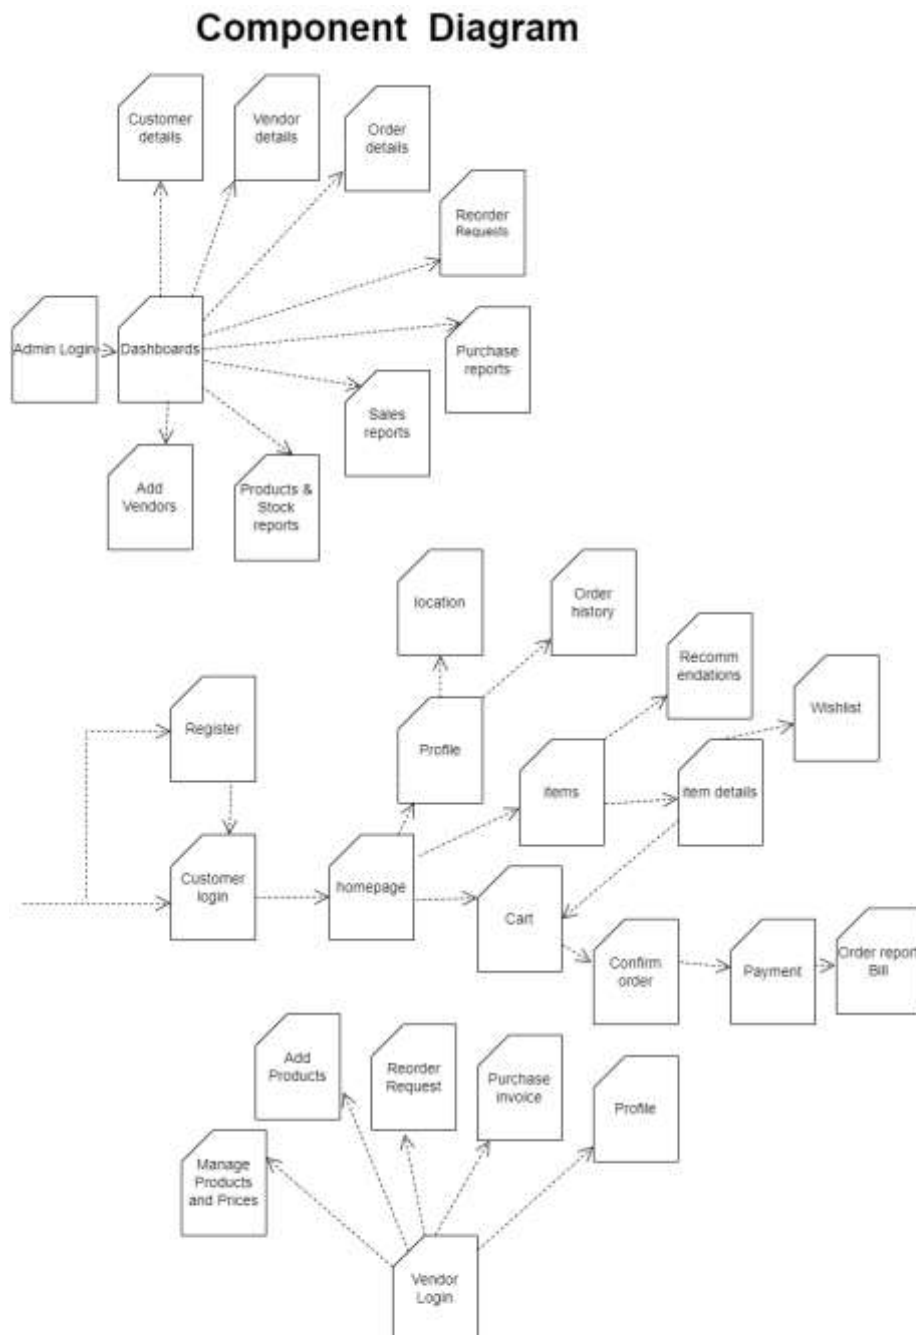 Component Diagram
Customer
details
Vendor
details
Order
details
Reorder
Requests
Admin Login
Dashboards
Purchase
reports
Sales
reports
Add
Vendors
Products &
Stock
reports
location
Order
history
Recomm
endations
Wishlist
Register
Profile
items
item details
Customer
login
homepage
Cart
Confirm
order
Payment
Order report
Bill
Add
Products
Reorder
Request
Purchase
invoice
Profile
Manage
Products
and Prices
Vendor
Login